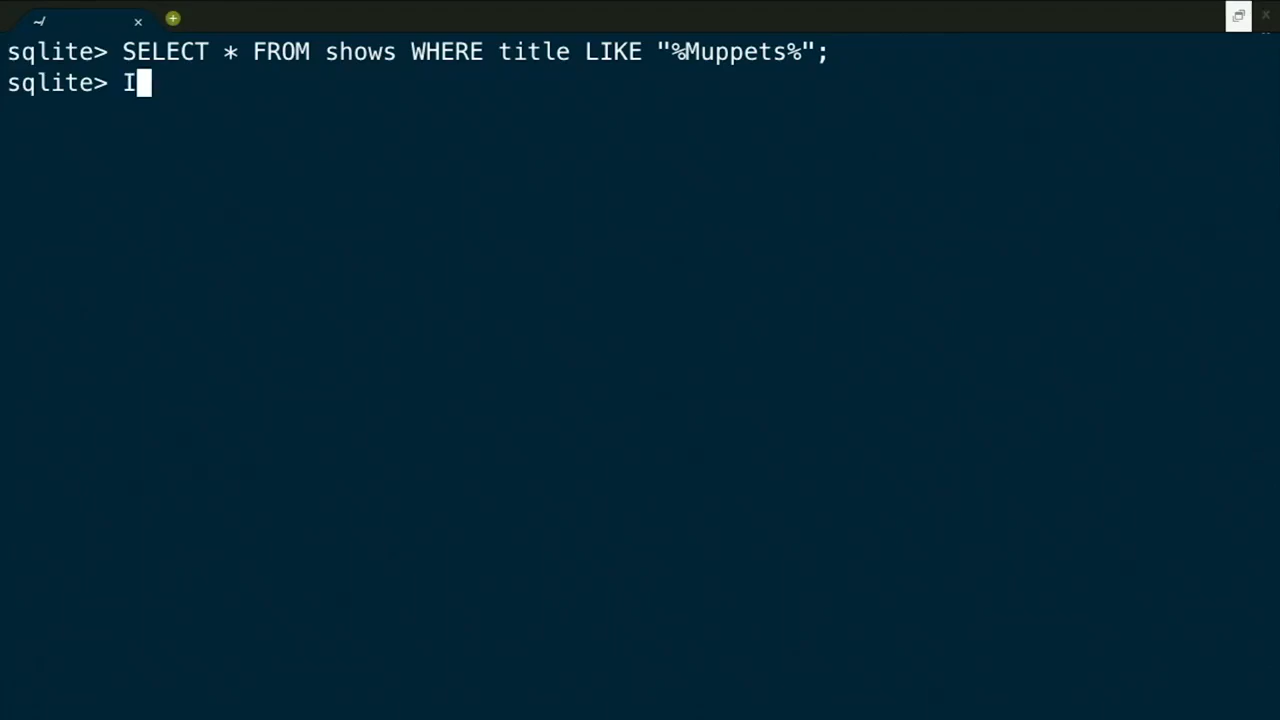 ~/
sqlite> SELECT * FROM shows WHERE title LIKE "%Muppets%";
sqlite> I